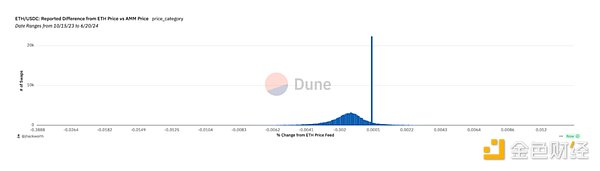 ETH/USDC: Reported Difference from ETH Price vs AMM Price price_category
Date Ranges from 10/15/23 to 6/20/24
20k
10k
0
# of Swaps
Dune
-0.3888 -0.0264 -0.0182 -0.0149 -0.0125 -0.0104 -0.0083 -0.0062 -0.0041 -0.002 0.0001 0.0022 0.0043 0.0064 0.0086 0.012
% Change from ETH Price Feed
@shackworth
Now
金色财经